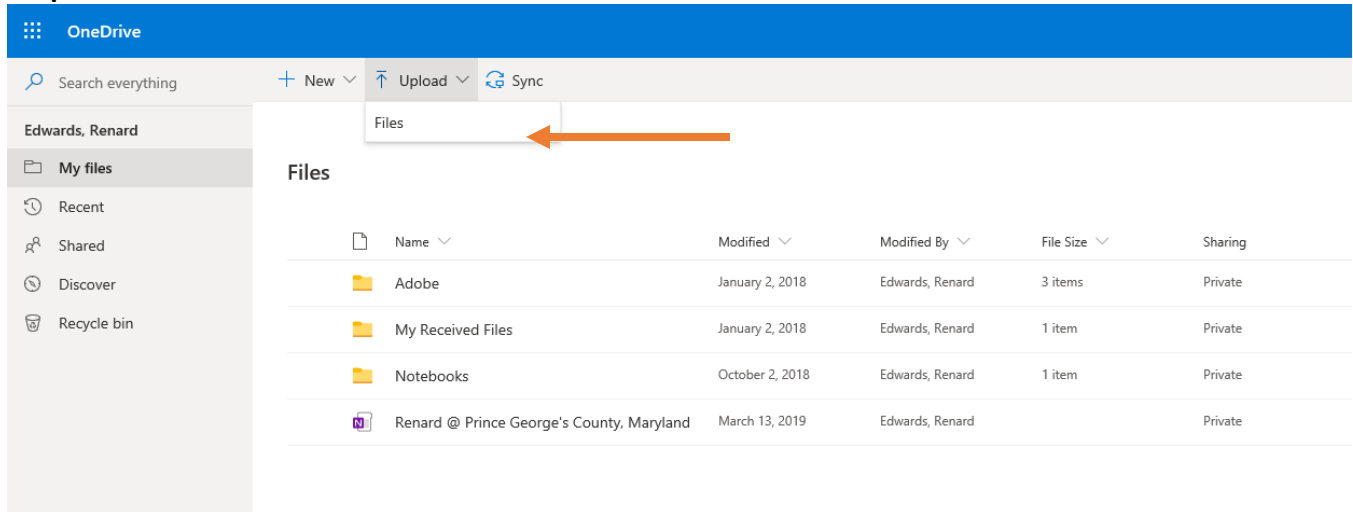 OneDrive
Search everything
New Upload Sync
Edwards, Renard
Files
My files
Files
Recent
Shared
Name Modified Modified By File Size Sharing
Discover
Adobe January 2, 2018 Edwards, Renard 3 items Private
Recycle bin
My Received Files January 2, 2018 Edwards, Renard 1 item Private
Notebooks October 2, 2018 Edwards, Renard 1 item Private
Renard @ Prince George's County, Maryland March 13, 2019 Edwards, Renard Private